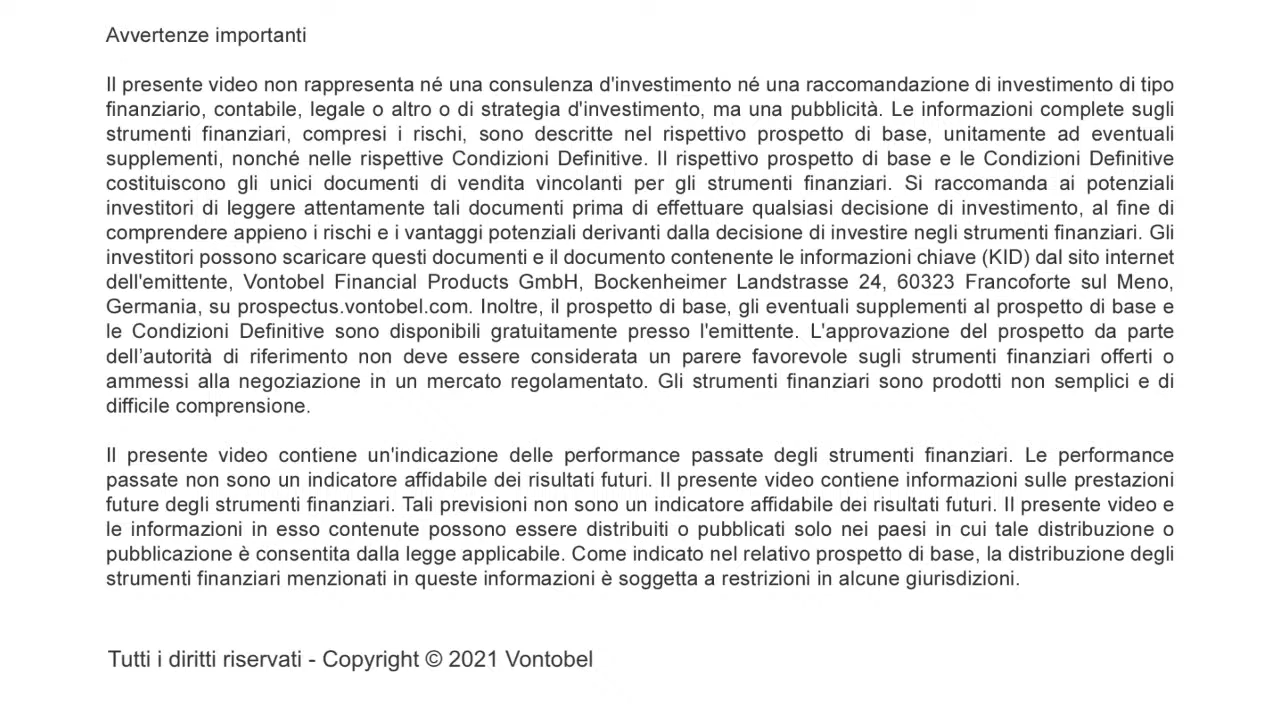 Avvertenze importanti
Il presente video non rappresenta né una consulenza d'investimento né una raccomandazione di investimento di tipo
finanziario, contabile, legale o altro o di strategia d'investimento, ma una pubblicità. Le informazioni complete sugli
strumenti finanziari, compresi i rischi, sono descritte nel rispettivo prospetto di base, unitamente ad eventuali
supplementi, nonché nelle rispettive Condizioni Definitive. Il rispettivo prospetto di base e le Condizioni Definitive
costituiscono gli unici documenti di vendita vincolanti per gli strumenti finanziari. Si raccomanda ai potenziali
investitori di leggere attentamente tali documenti prima di effettuare qualsiasi decisione di investimento, al fine di
comprendere appieno i rischi e i vantaggi potenziali derivanti dalla decisione di investire negli strumenti finanziari. Gli
investitori possono scaricare questi documenti e il documento contenente le informazioni chiave (KID) dal sito internet
dell'emittente, Vontobel Financial Products GmbH, Bockenheimer Landstrasse 24, 60323 Francoforte sul Meno,
Germania, su prospectus.vontobel.com. Inoltre, il prospetto di base, gli eventuali supplementi al prospetto di base e
le Condizioni Definitive sono disponibili gratuitamente presso l'emittente. L'approvazione del prospetto da parte
dell’autorità di riferimento non deve essere considerata un parere favorevole sugli strumenti finanziari offerti o
ammessi alla negoziazione in un mercato regolamentato. Gli strumenti finanziari sono prodotti non semplici e di
difficile comprensione.
Il presente video contiene un'indicazione delle performance passate degli strumenti finanziari. Le performance
passate non sono un indicatore affidabile dei risultati futuri. Il presente video contiene informazioni sulle prestazioni
future degli strumenti finanziari. Tali previsioni non sono un indicatore affidabile dei risultati futuri. Il presente video e
le informazioni in esso contenute possono essere distribuiti o pubblicati solo nei paesi in cui tale distribuzione o
pubblicazione è consentita dalla legge applicabile. Come indicato nel relativo prospetto di base, la distribuzione degli
strumenti finanziari menzionati in queste informazioni è soggetta a restrizioni in alcune giurisdizioni.
Tutti i diritti riservati - Copyright © 2021 Vontobel